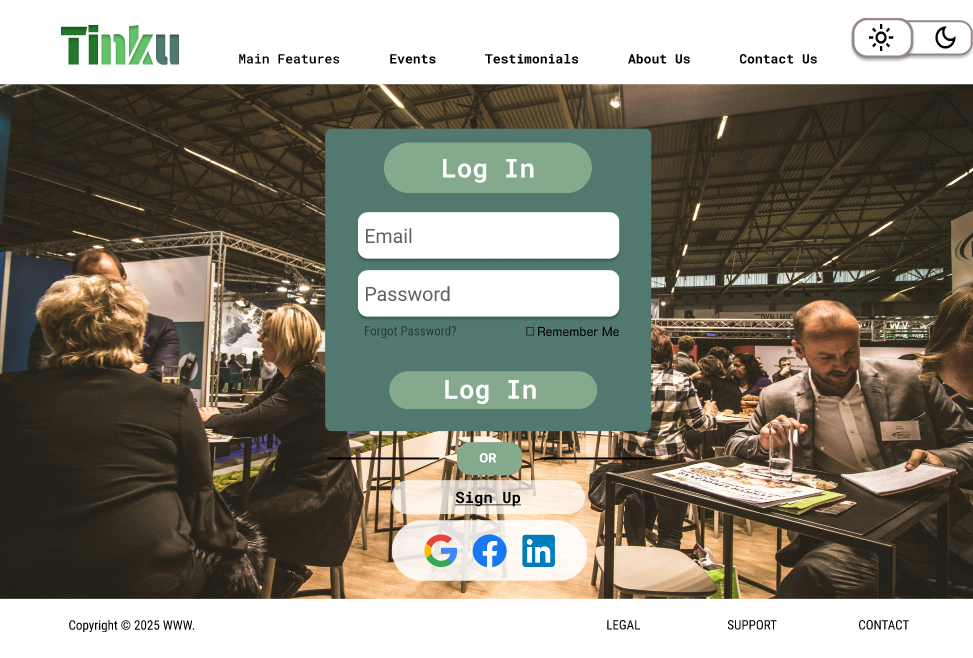 Tinku
Main Features Events Testimonials About Us Contact Us
Log In
Email
Password
Forgot Password? Remember Me
Log In
OR
Sign Up
Copyright © 2025 WWW. LEGAL SUPPORT CONTACT